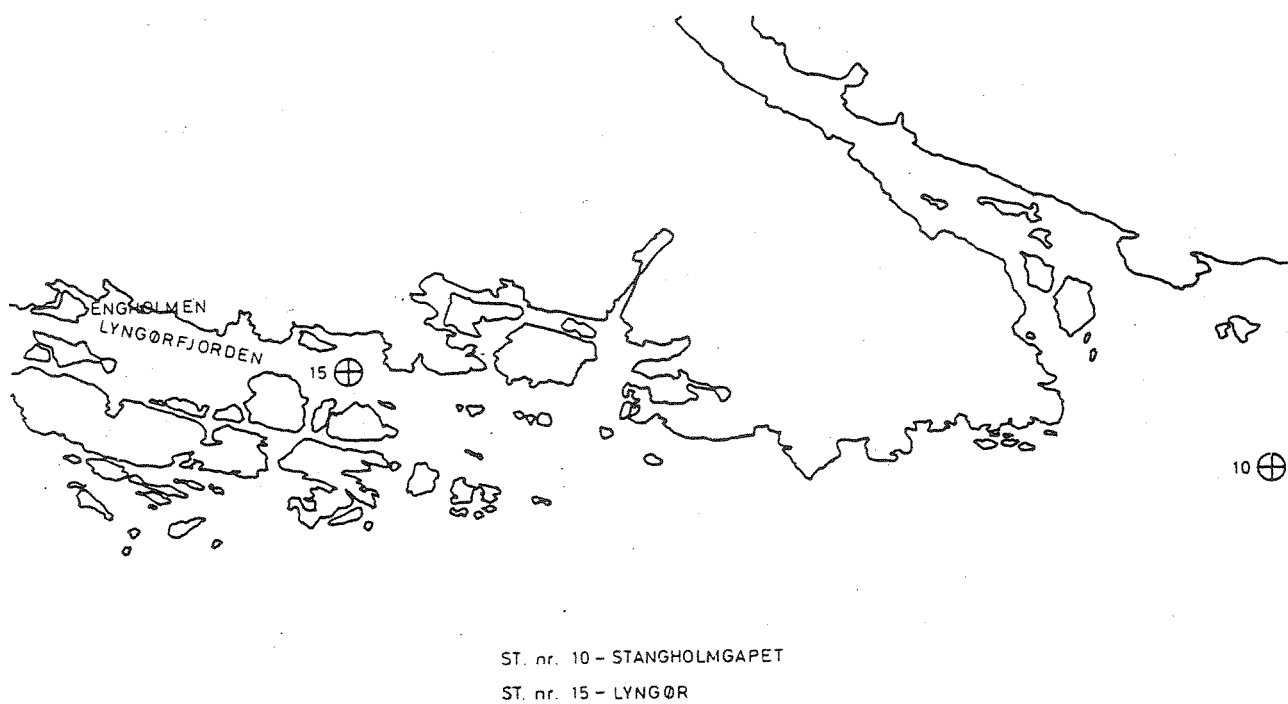 ENGHOLMEN
LYNGØRFJORDEN
15
10
ST. nr. 10 – STANGHOLMGAPET
ST. nr. 15 – LYNGØR